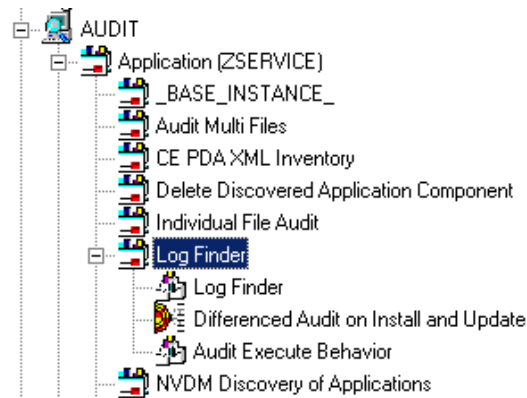 AUDIT
Application (ZSERVICE)
_BASE_INSTANCE_
Audit Multi Files
CE PDA XML Inventory
Delete Discovered Application Component
Individual File Audit
Log Finder
Log Finder
Differenced Audit on Install and Update
Audit Execute Behavior
NVDM Discovery of Applications